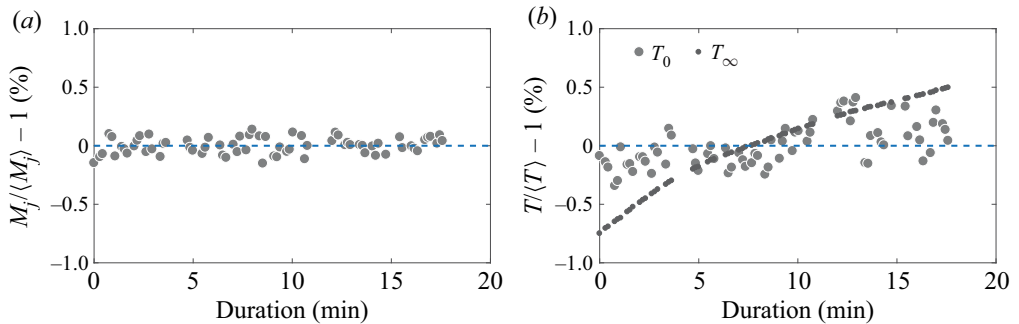 (a)
1.0
0.5
0
–0.5
–1.0
M_j/⟨M_j⟩ – 1 (%)
0 5 10 15 20
Duration (min)
(b)
1.0
0.5
0
–0.5
–1.0
T/⟨T⟩ – 1 (%)
T_0 T_∞
0 5 10 15 20
Duration (min)